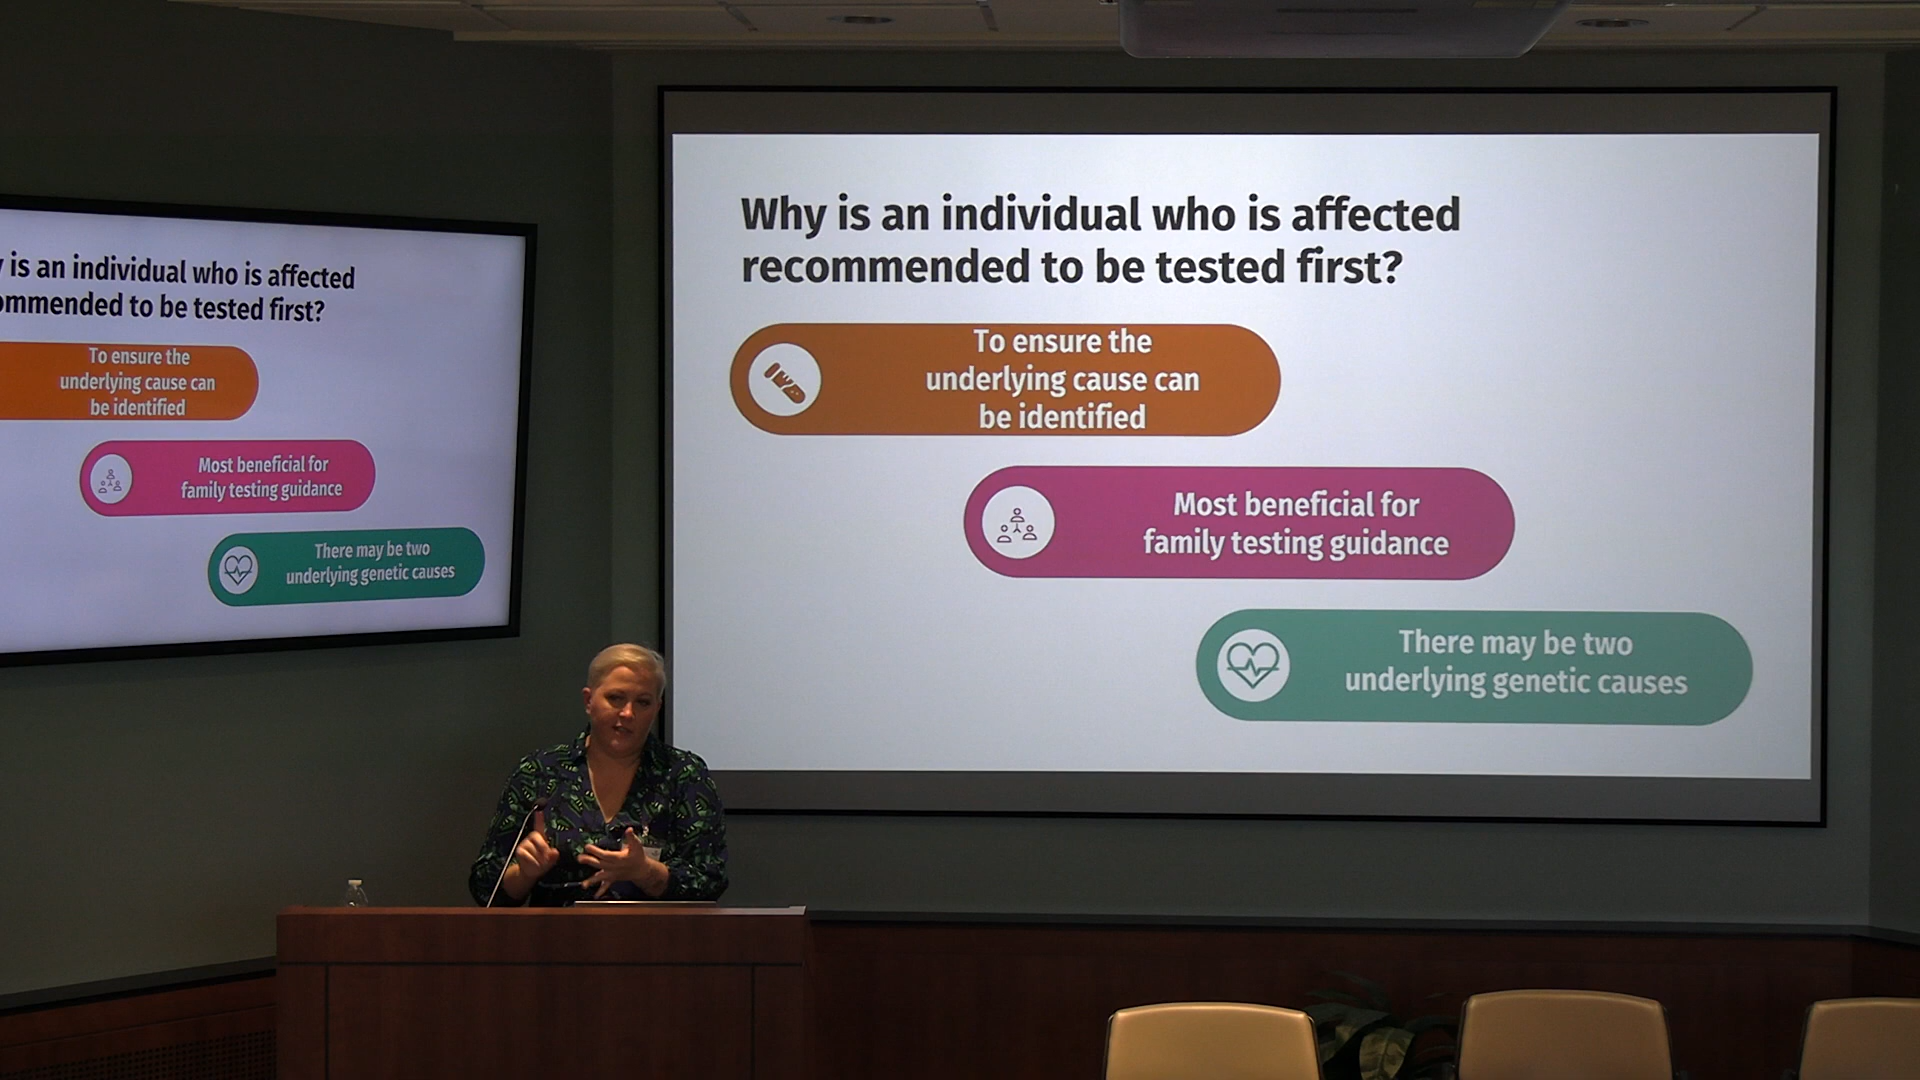 Why is an individual who is affected
recommended to be tested first?
To ensure the
underlying cause can
be identified
Most beneficial for
family testing guidance
There may be two
underlying genetic causes
is an individual who is affected
ommended to be tested first?
To ensure the
underlying cause can
be identified
Most beneficial for
family testing guidance
There may be two
underlying genetic causes